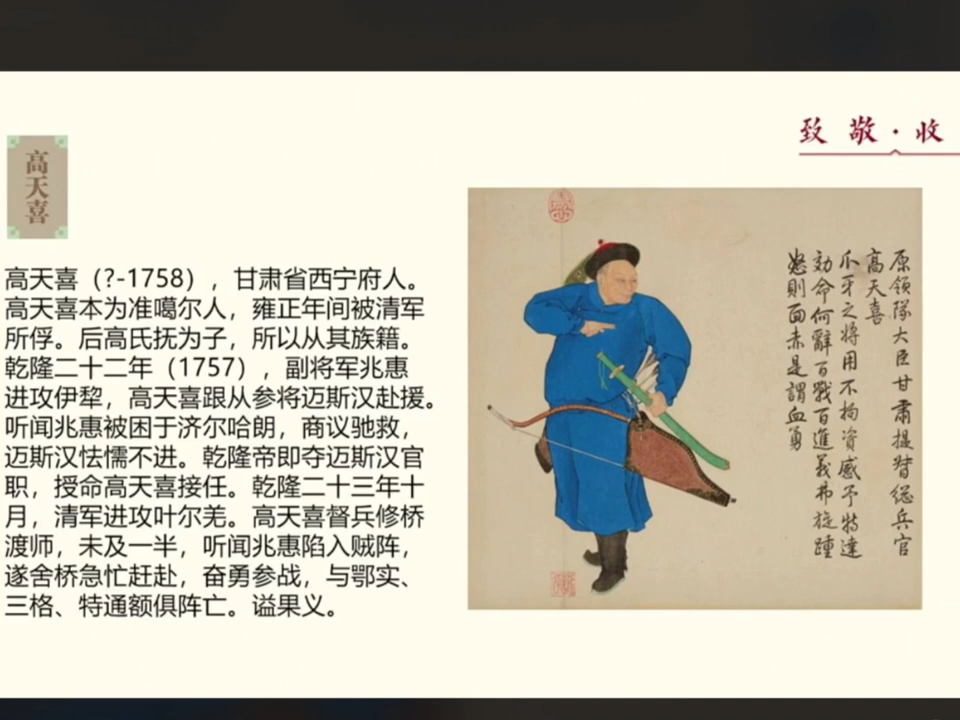 致敬·收
高天喜
高天喜（?-1758），甘肃省西宁府人。
高天喜本为准噶尔人，雍正年间被清军
所俘。后高氏抚为子，所以从其族籍。
乾隆二十二年（1757），副将军兆惠
进攻伊犁，高天喜跟从参将迈斯汉赴援。
听闻兆惠被困于济尔哈朗，商议驰救，
迈斯汉怯懦不进。乾隆帝即夺迈斯汉官
职，授命高天喜接任。乾隆二十三年十
月，清军进攻叶尔羌。高天喜督兵修桥
渡师，未及一半，听闻兆惠陷入贼阵，
遂舍桥急忙赶赴，奋勇参战，与鄂实、
三格、特通额俱阵亡。谥果义。
原领隊大臣甘肅提督總兵官
高天喜
爪牙之將用不拘資感予特達
効命何辭百戰百進義弗旋踵
怒則面赤是謂血勇